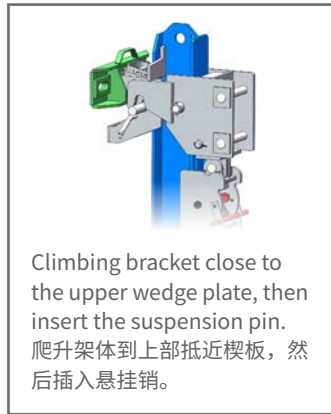 Climbing bracket close to
the upper wedge plate, then
insert the suspension pin.
爬升架体到上部抵近楔板，然
后插入悬挂销。